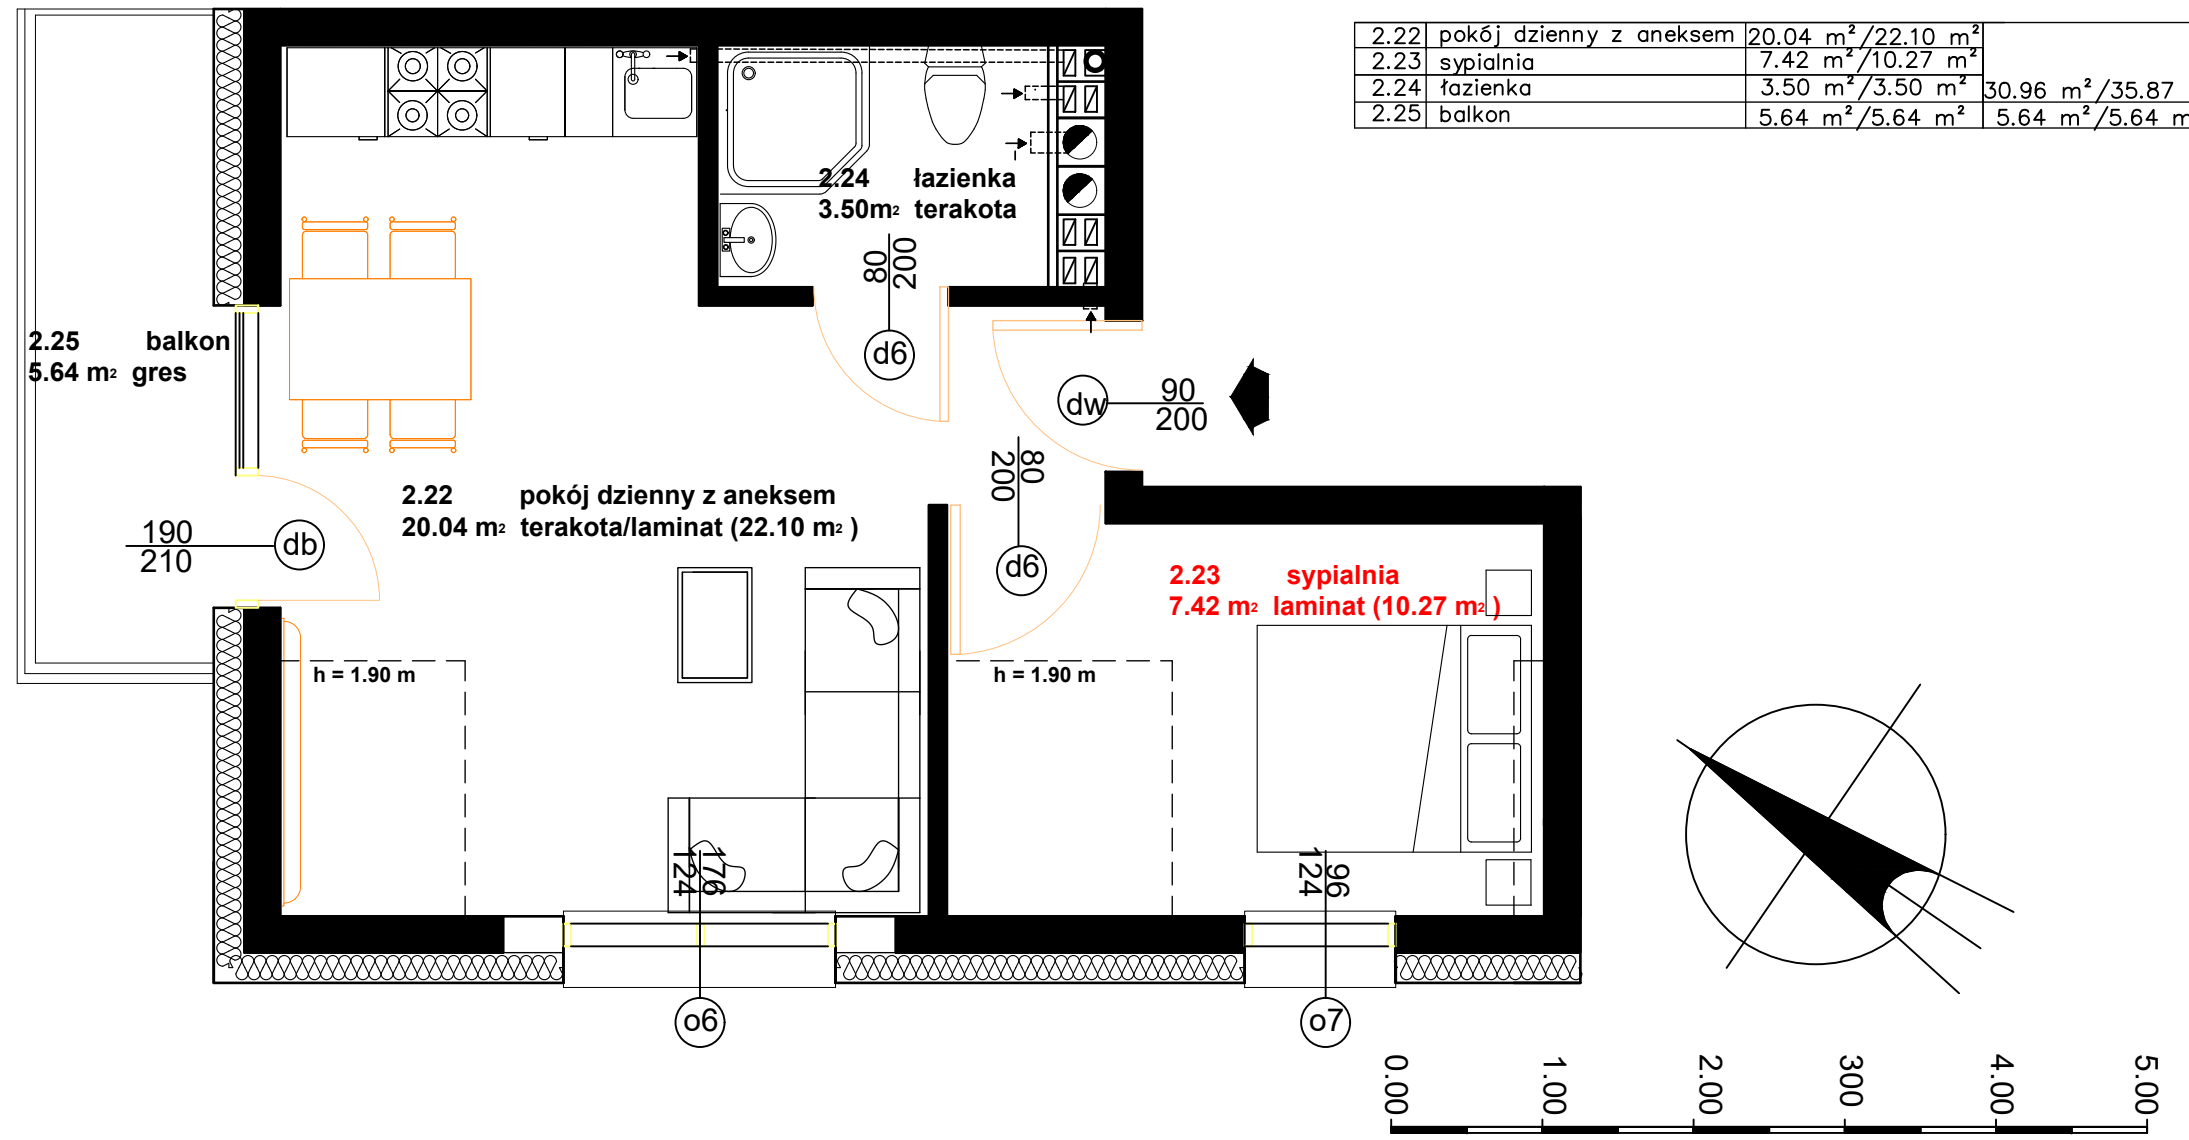 2.22 pokój dzienny z aneksem 20.04 m²/22.10 m²
2.23 sypialnia 7.42 m²/10.27 m²
2.24 łazienka 3.50 m²/3.50 m² 30.96 m²/35.87
2.25 balkon 5.64 m²/5.64 m² 5.64 m²/5.64 m
2.24 łazienka
3.50m² terakota
80
200
d6
2.25 balkon
5.64 m² gres
dw
90
200
80
200
d6
2.22 pokój dzienny z aneksem
20.04 m² terakota/laminat (22.10 m² )
190
210
db
2.23 sypialnia
7.42 m² laminat (10.27 m² )
h = 1.90 m
h = 1.90 m
176
124
96
124
o6
o7
0.00
1.00
2.00
300
4.00
5.00